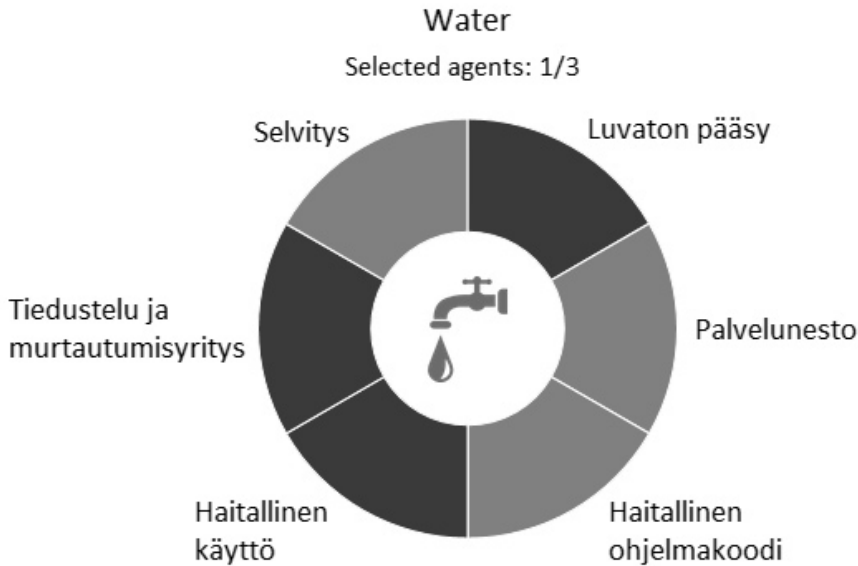 Water
Selected agents: 1/3
Selvitys
Luvaton pääsy
Tiedustelu ja
murtautumisyritys
Palvelunesto
Haitallinen
käyttö
Haitallinen
ohjelmakoodi